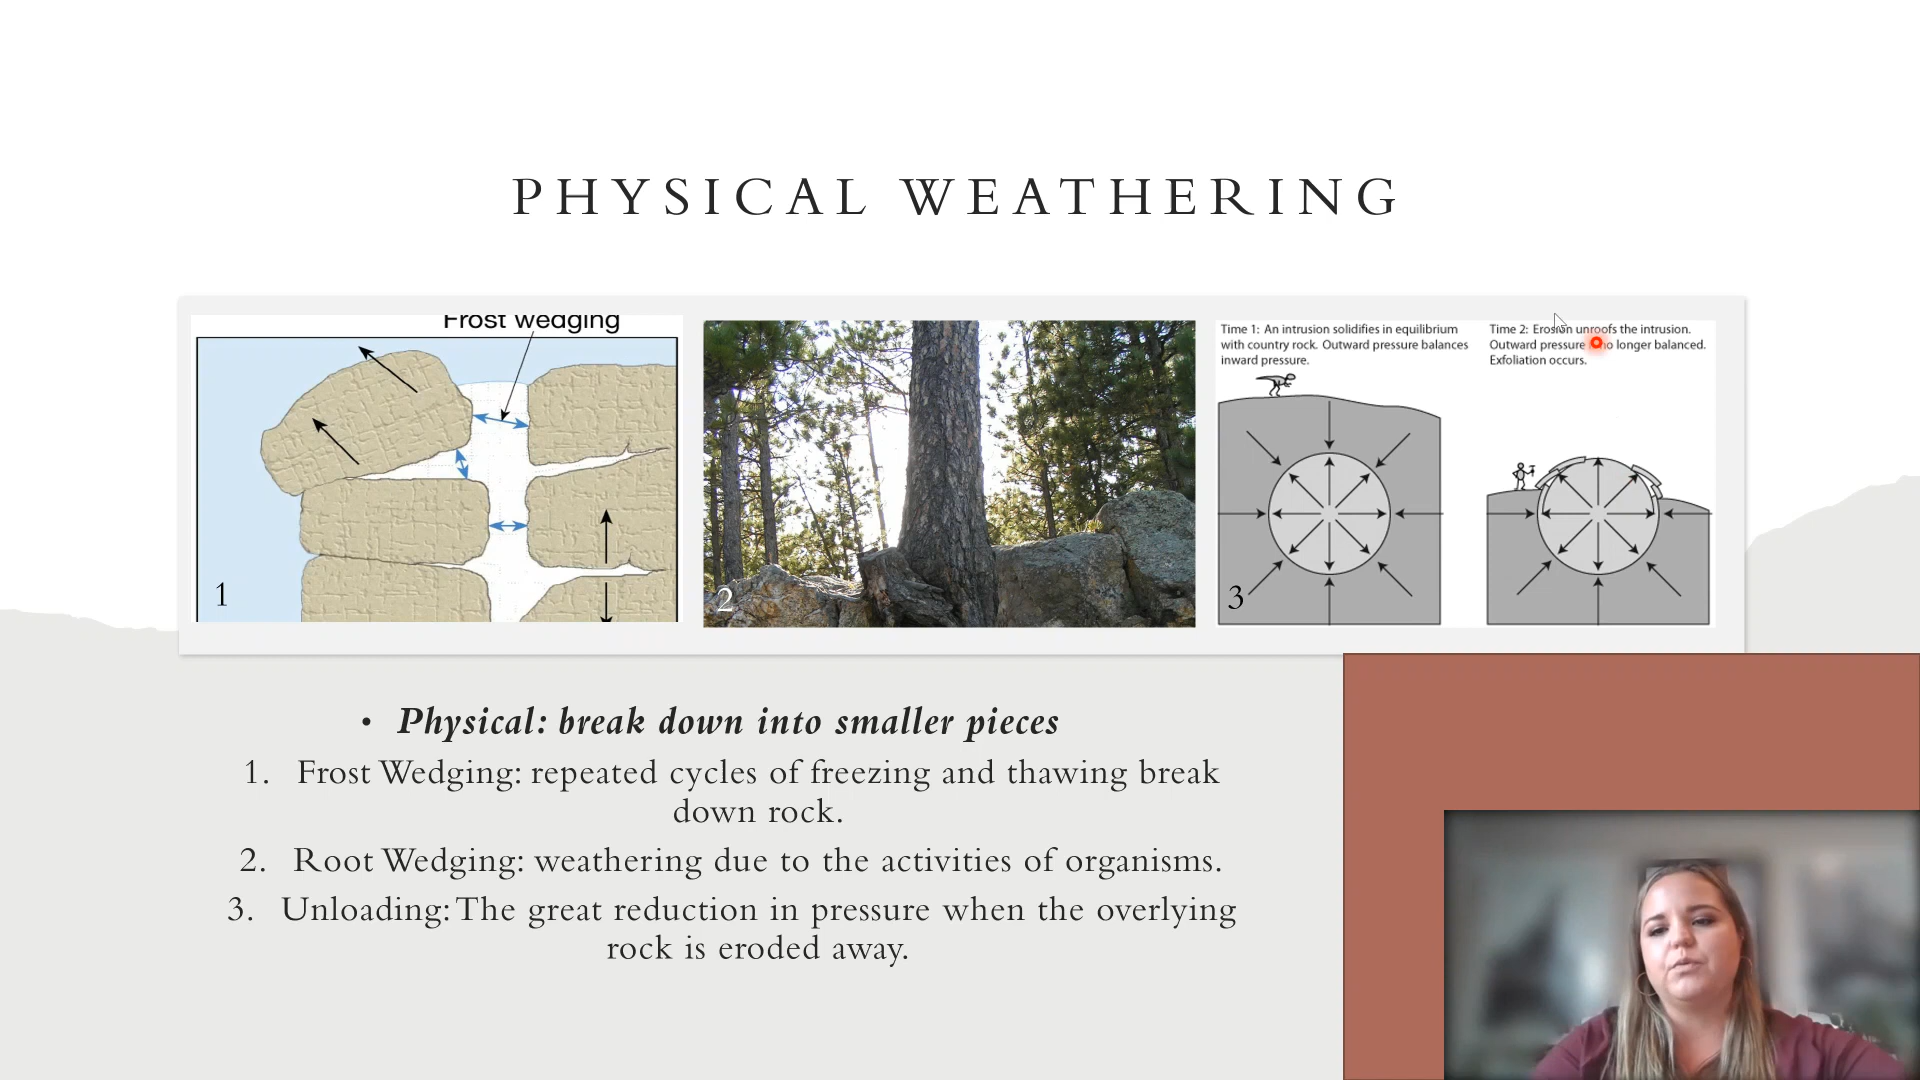 PHYSICAL WEATHERING
Frost wedging
1
2
Time 1: An intrusion solidifies in equilibrium
with country rock. Outward pressure balances
inward pressure.
3
Time 2: Erosion unroofs the intrusion.
Outward pressure no longer balanced.
Exfoliation occurs.
• Physical: break down into smaller pieces
1. Frost Wedging: repeated cycles of freezing and thawing break
down rock.
2. Root Wedging: weathering due to the activities of organisms.
3. Unloading: The great reduction in pressure when the overlying
rock is eroded away.